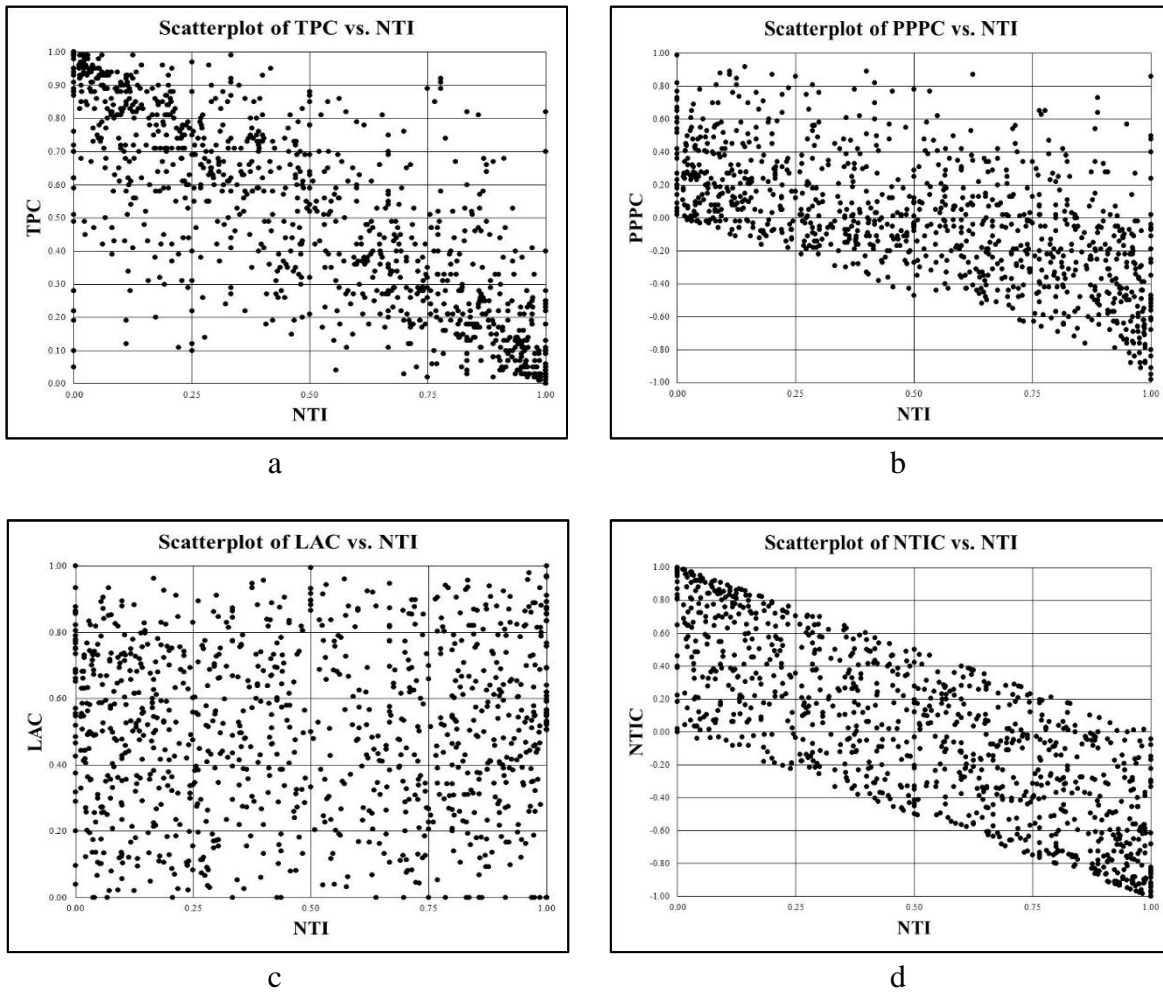 Scatterplot of TPC vs. NTI
1.00
0.90
0.80
0.70
0.60
0.50
0.40
0.30
0.20
0.10
0.00
TPC
0.00 0.25 0.50 0.75 1.00
NTI
a
Scatterplot of PPPC vs. NTI
1.00
0.80
0.60
0.40
0.20
0.00
-0.20
-0.40
-0.60
-0.80
-1.00
PPPC
0.00 0.25 0.50 0.75 1.00
NTI
b
Scatterplot of LAC vs. NTI
1.00
0.80
0.60
0.40
0.20
0.00
LAC
0.00 0.25 0.50 0.75 1.00
NTI
c
Scatterplot of NTIC vs. NTI
1.00
0.80
0.60
0.40
0.20
0.00
-0.20
-0.40
-0.60
-0.80
-1.00
NTIC
0.00 0.25 0.50 0.75 1.00
NTI
d